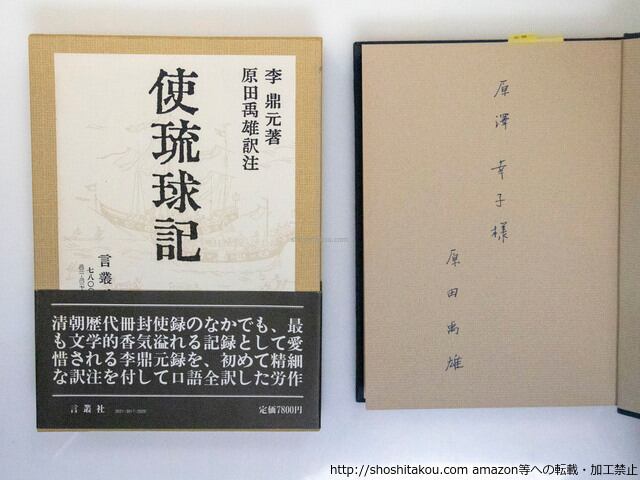 李 鼎元著
原田禹雄訳注
使琉球記
言叢
七八〇〇
清朝歴代冊封使録のなかでも、最
も文学的香気溢れる記録として愛
惜される李鼎元録を、初めて精細
な訳注を付して口語全訳した労作
言叢社
定価7800円
原澤幸子様
原田禹雄
http://shoshitakou.com amazon等への転載・加工禁止